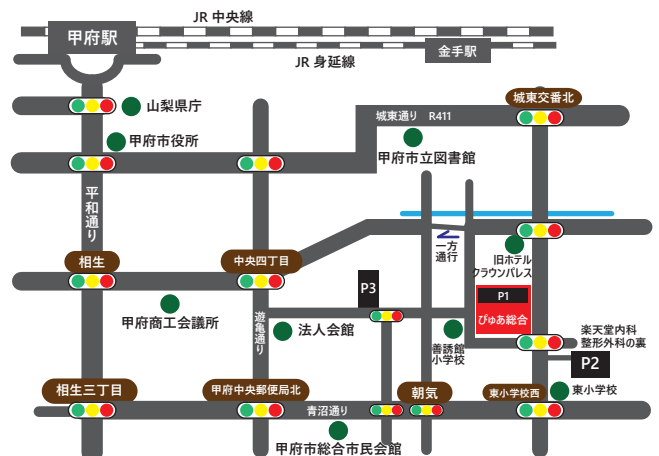 JR 中央線
甲府駅
JR 身延線
金手駅
城東交番北
山梨県庁
城東通り R411
甲府市役所
甲府市立図書館
平和通り
一方
通行
旧ホテル
クラウンパレス
相生
中央四丁目
P3
P1
ぴゅあ総合
甲府商工会議所
遊亀通り
法人会館
善誘館
小学校
楽天堂内科
整形外科の裏
P2
相生三丁目
甲府中央郵便局北
青沼通り
朝気
東小学校西
東小学校
甲府市総合市民会館